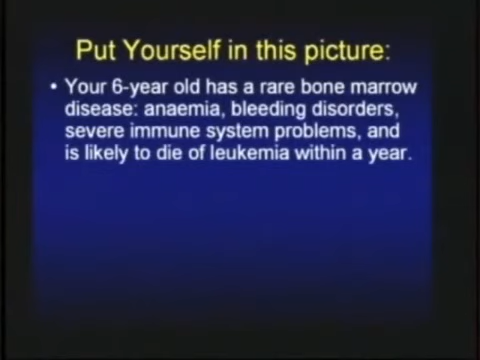 Put Yourself in this picture:
• Your 6-year old has a rare bone marrow
disease: anaemia, bleeding disorders,
severe immune system problems, and
is likely to die of leukemia within a year.